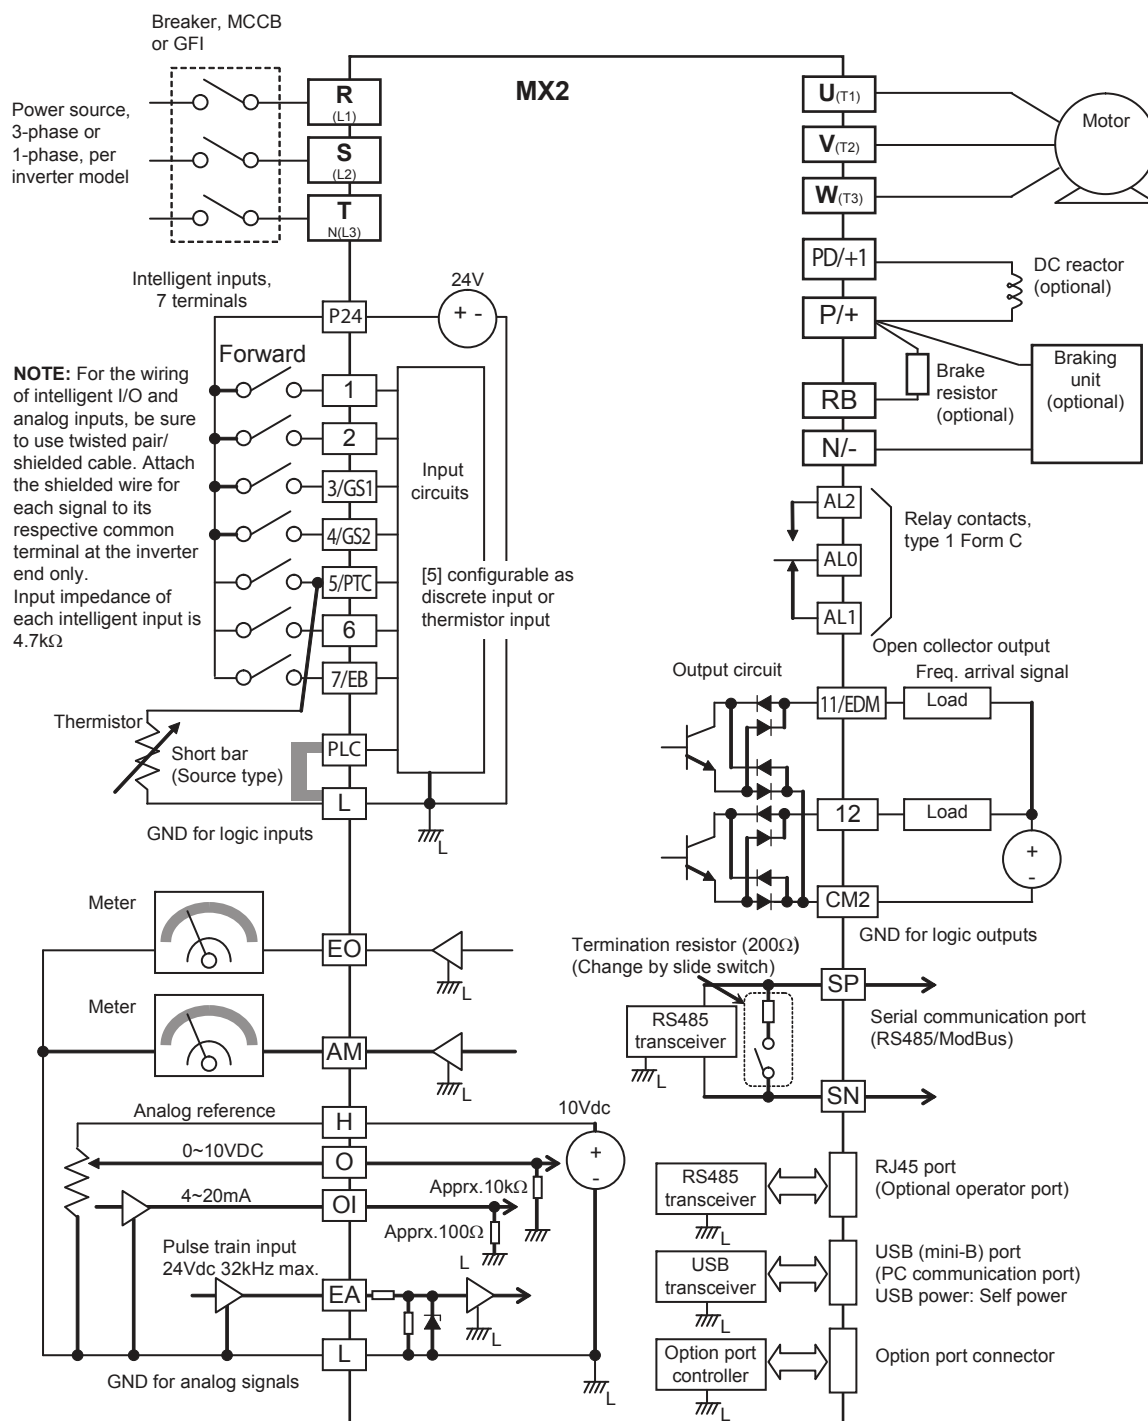 Breaker, MCCB
or GFI
MX2
Power source,
3-phase or
1-phase, per
inverter model
R
(L1)
S
(L2)
T
N(L3)
U(T1)
V(T2)
W(T3)
Motor
PD/+1
P/+
RB
N/-
DC reactor
(optional)
Brake
resistor
(optional)
Braking
unit
(optional)
Intelligent inputs,
7 terminals
24V
+ -
P24
Forward
NOTE: For the wiring
of intelligent I/O and
analog inputs, be sure
to use twisted pair/
shielded cable. Attach
the shielded wire for
each signal to its
respective common
terminal at the inverter
end only.
Input impedance of
each intelligent input is
4.7kΩ
1
2
3/GS1
4/GS2
5/PTC
6
7/EB
PLC
L
Input
circuits
[5] configurable as
discrete input or
thermistor input
Thermistor
Short bar
(Source type)
GND for logic inputs
L
AL2
AL0
AL1
Relay contacts,
type 1 Form C
Open collector output
Output circuit
Freq. arrival signal
11/EDM
Load
12
Load
+
-
CM2
GND for logic outputs
Meter
EO
L
Meter
AM
L
Termination resistor (200Ω)
(Change by slide switch)
SP
RS485
transceiver
L
Serial communication port
(RS485/ModBus)
SN
Analog reference
H
10Vdc
+
-
0~10VDC
O
4~20mA
OI
Apprx.10kΩ
Apprx.100Ω
L
Pulse train input
24Vdc 32kHz max.
EA
L
L
GND for analog signals
L
RS485
transceiver
L
RJ45 port
(Optional operator port)
USB
transceiver
L
USB (mini-B) port
(PC communication port)
USB power: Self power
Option port
controller
L
Option port connector